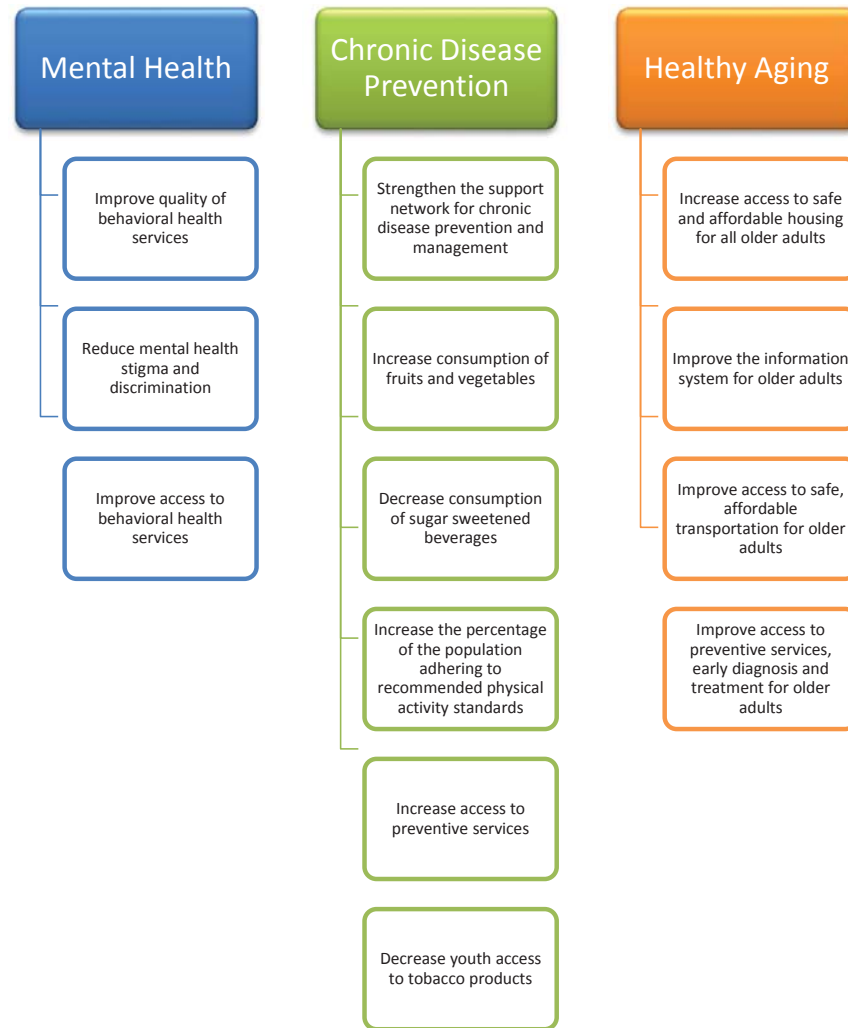 Mental Health
Improve quality of
behavioral health
services
Reduce mental health
stigma and
discrimination
Improve access to
behavioral health
services
Chronic Disease
Prevention
Strengthen the support
network for chronic
disease prevention and
management
Increase consumption of
fruits and vegetables
Decrease consumption
of sugar sweetened
beverages
Increase the percentage
of the population
adhering to
recommended physical
activity standards
Increase access to
preventive services
Decrease youth access
to tobacco products
Healthy Aging
Increase access to safe
and affordable housing
for all older adults
Improve the information
system for older adults
Improve access to safe,
affordable
transportation for older
adults
Improve access to
preventive services,
early diagnosis and
treatment for older
adults